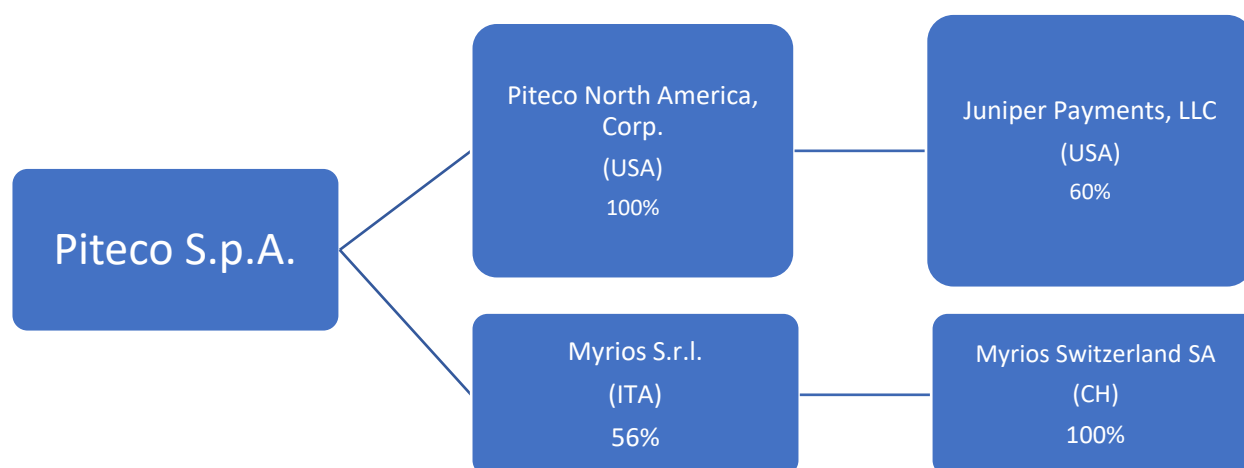 Piteco S.p.A.
Piteco North America,
Corp.
(USA)
100%
Juniper Payments, LLC
(USA)
60%
Myrios S.r.l.
(ITA)
56%
Myrios Switzerland SA
(CH)
100%